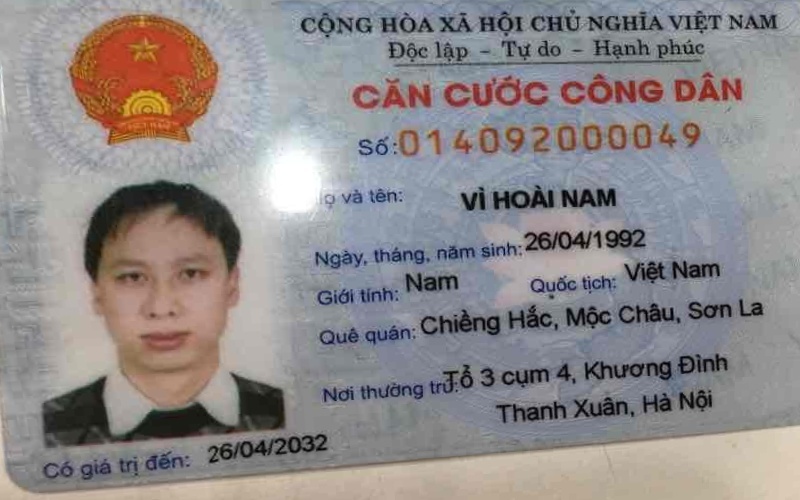 CỘNG HÒA XÃ HỘI CHỦ NGHĨA VIỆT NAM
Độc lập - Tự do - Hạnh phúc
CĂN CƯỚC CÔNG DÂN
Số: 014092000049
và tên: VÌ HOÀI NAM
Ngày, tháng, năm sinh: 26/04/1992
Giới tính: Nam Quốc tịch: Việt Nam
Quê quán: Chiềng Hắc, Mộc Châu, Sơn La
Nơi thường trú: Tổ 3 cụm 4, Khương Đình
Thanh Xuân, Hà Nội
Có giá trị đến: 26/04/2032